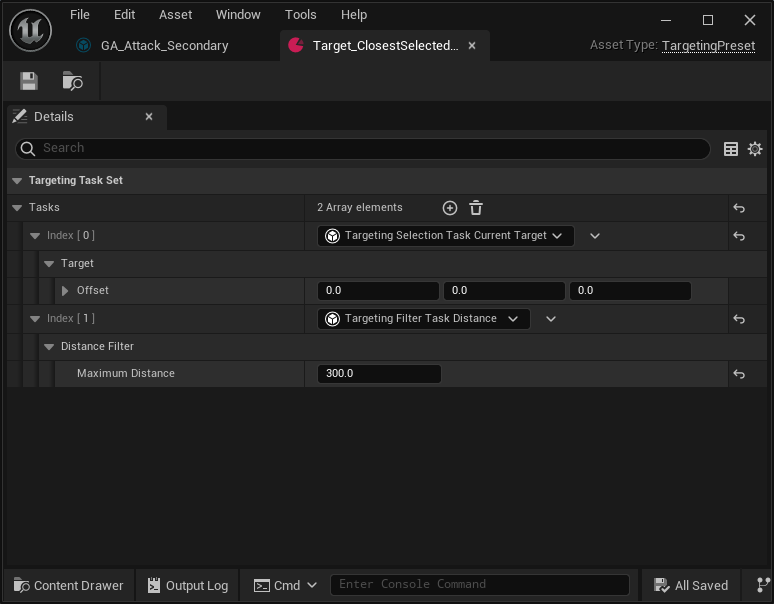 File Edit Asset Window Tools Help
GA_Attack_Secondary Target_ClosestSelected... Asset Type: TargetingPreset
Details
Search
Targeting Task Set
Tasks 2 Array elements
Index [ 0 ] Targeting Selection Task Current Target
Target
Offset 0.0 0.0 0.0
Index [ 1 ] Targeting Filter Task Distance
Distance Filter
Maximum Distance 300.0
Content Drawer Output Log Cmd Enter Console Command All Saved